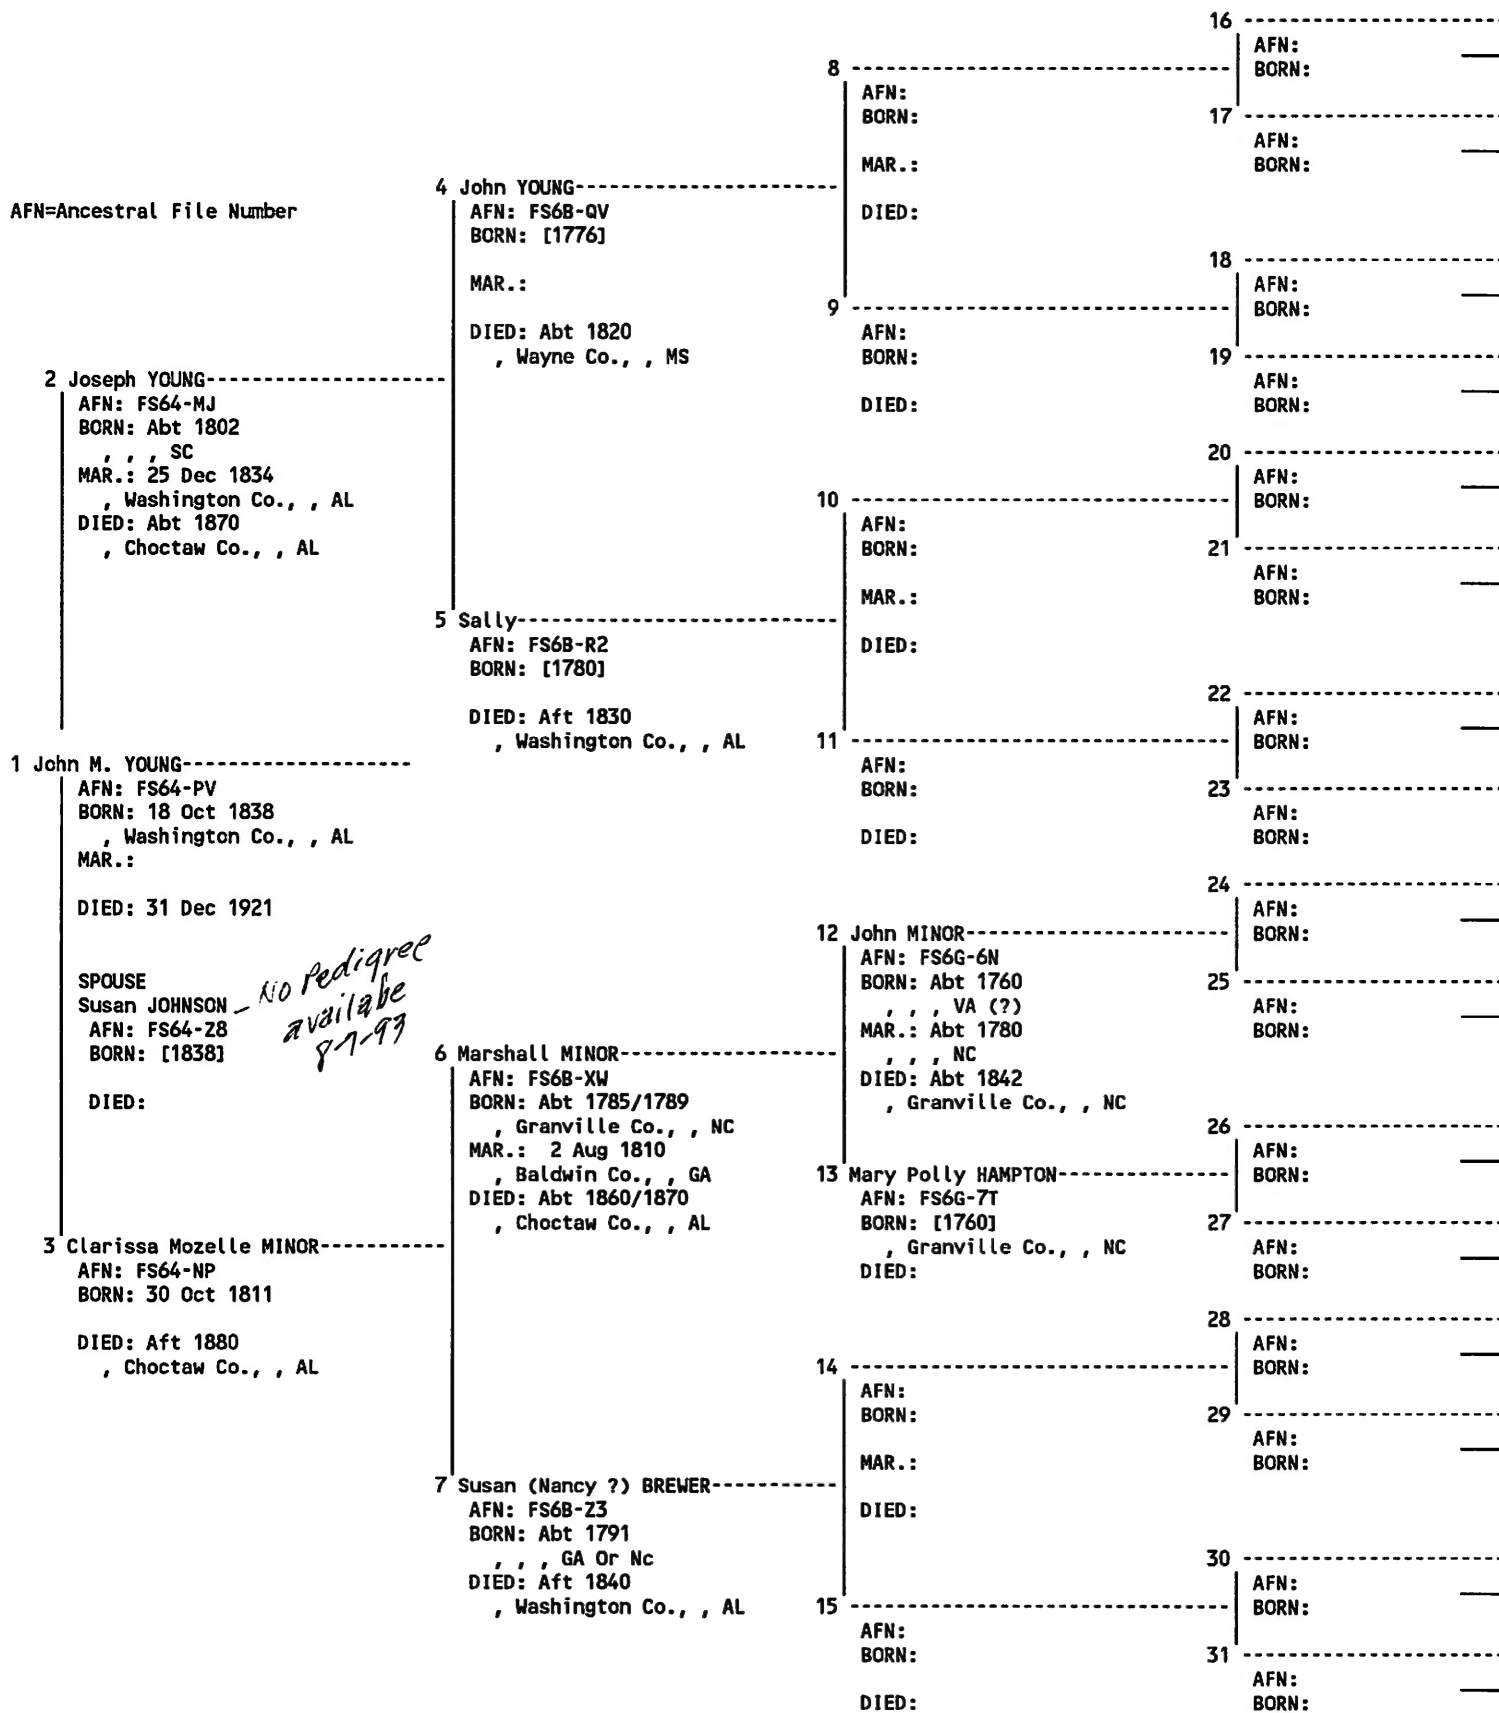 AFN=Ancestral File Number
1 John M. YOUNG
AFN: FS64-PV
BORN: 18 Oct 1838
, Washington Co., , AL
MAR.:
DIED: 31 Dec 1921
SPOUSE
Susan JOHNSON
AFN: FS64-Z8
BORN: [1838]
DIED:
No Pedigree
availabe
8-7-93
2 Joseph YOUNG
AFN: FS64-MJ
BORN: Abt 1802
, , , SC
MAR.: 25 Dec 1834
, Washington Co., , AL
DIED: Abt 1870
, Choctaw Co., , AL
3 Clarissa Mozelle MINOR
AFN: FS64-NP
BORN: 30 Oct 1811
DIED: Aft 1880
, Choctaw Co., , AL
4 John YOUNG
AFN: FS6B-QV
BORN: [1776]
MAR.:
DIED: Abt 1820
, Wayne Co., , MS
5 Sally
AFN: FS6B-R2
BORN: [1780]
DIED: Aft 1830
, Washington Co., , AL
6 Marshall MINOR
AFN: FS6B-XW
BORN: Abt 1785/1789
, Granville Co., , NC
MAR.: 2 Aug 1810
, Baldwin Co., , GA
DIED: Abt 1860/1870
, Choctaw Co., , AL
7 Susan (Nancy ?) BREWER
AFN: FS6B-Z3
BORN: Abt 1791
, , , GA Or Nc
DIED: Aft 1840
, Washington Co., , AL
8
AFN:
BORN:
MAR.:
DIED:
9
AFN:
BORN:
DIED:
10
AFN:
BORN:
MAR.:
DIED:
11
AFN:
BORN:
DIED:
12 John MINOR
AFN: FS6G-6N
BORN: Abt 1760
, , , VA (?)
MAR.: Abt 1780
, , , NC
DIED: Abt 1842
, Granville Co., , NC
13 Mary Polly HAMPTON
AFN: FS6G-7T
BORN: [1760]
, Granville Co., , NC
DIED:
14
AFN:
BORN:
MAR.:
DIED:
15
AFN:
BORN:
DIED:
16
AFN:
BORN:
17
AFN:
BORN:
18
AFN:
BORN:
19
AFN:
BORN:
20
AFN:
BORN:
21
AFN:
BORN:
22
AFN:
BORN:
23
AFN:
BORN:
24
AFN:
BORN:
25
AFN:
BORN:
26
AFN:
BORN:
27
AFN:
BORN:
28
AFN:
BORN:
29
AFN:
BORN:
30
AFN:
BORN:
31
AFN:
BORN: